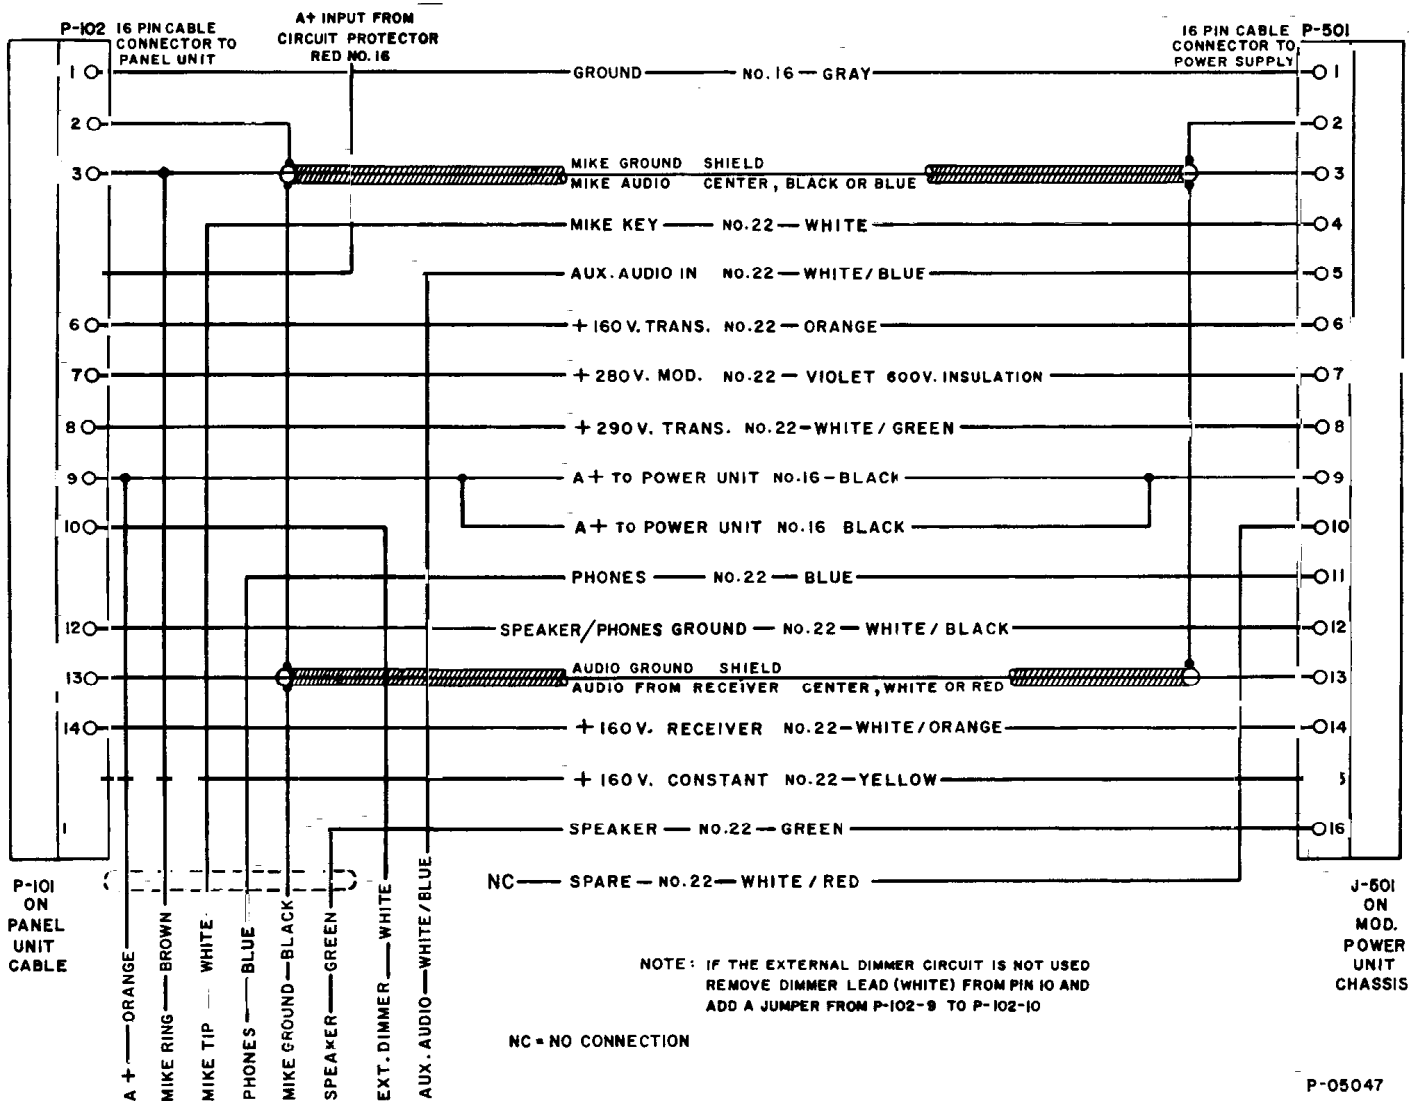 P-102
16 PIN CABLE
CONNECTOR TO
PANEL UNIT
A+ INPUT FROM
CIRCUIT PROTECTOR
RED NO.16
16 PIN CABLE
CONNECTOR TO
POWER SUPPLY
P-501
1 GROUND NO.16 GRAY 1
2 2
3 MIKE GROUND SHIELD 3
MIKE AUDIO CENTER, BLACK OR BLUE
MIKE KEY NO.22 WHITE 4
AUX. AUDIO IN NO.22 WHITE/BLUE 5
6 +160V. TRANS. NO.22 ORANGE 6
7 +280V. MOD. NO.22 VIOLET 600V. INSULATION 7
8 +290V. TRANS. NO.22-WHITE/GREEN 8
9 A+ TO POWER UNIT NO.16-BLACK 9
10 A+ TO POWER UNIT NO.16 BLACK 10
PHONES NO.22 BLUE 11
12 SPEAKER/PHONES GROUND NO.22 WHITE/BLACK 12
13 AUDIO GROUND SHIELD 13
AUDIO FROM RECEIVER CENTER, WHITE OR RED
14 +160V. RECEIVER NO.22-WHITE/ORANGE 14
+160V. CONSTANT NO.22-YELLOW 5
1 SPEAKER NO.22 GREEN 16
NC SPARE NO.22 WHITE/RED
P-101
ON
PANEL
UNIT
CABLE
A+ ORANGE
MIKE RING BROWN
MIKE TIP WHITE
PHONES BLUE
MIKE GROUND BLACK
SPEAKER GREEN
EXT. DIMMER WHITE
AUX. AUDIO WHITE/BLUE
J-501
ON
MOD.
POWER
UNIT
CHASSIS
NOTE: IF THE EXTERNAL DIMMER CIRCUIT IS NOT USED
REMOVE DIMMER LEAD (WHITE) FROM PIN 10 AND
ADD A JUMPER FROM P-102-9 TO P-102-10
NC = NO CONNECTION
P-05047